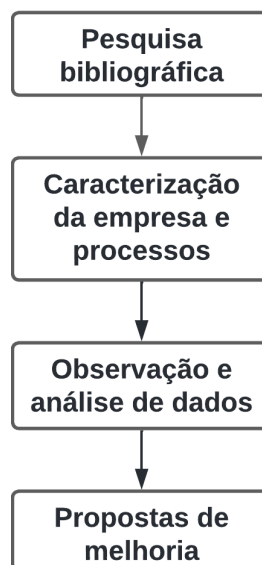 Pesquisa
bibliográfica
Caracterização
da empresa e
processos
Observação e
análise de dados
Propostas de
melhoria